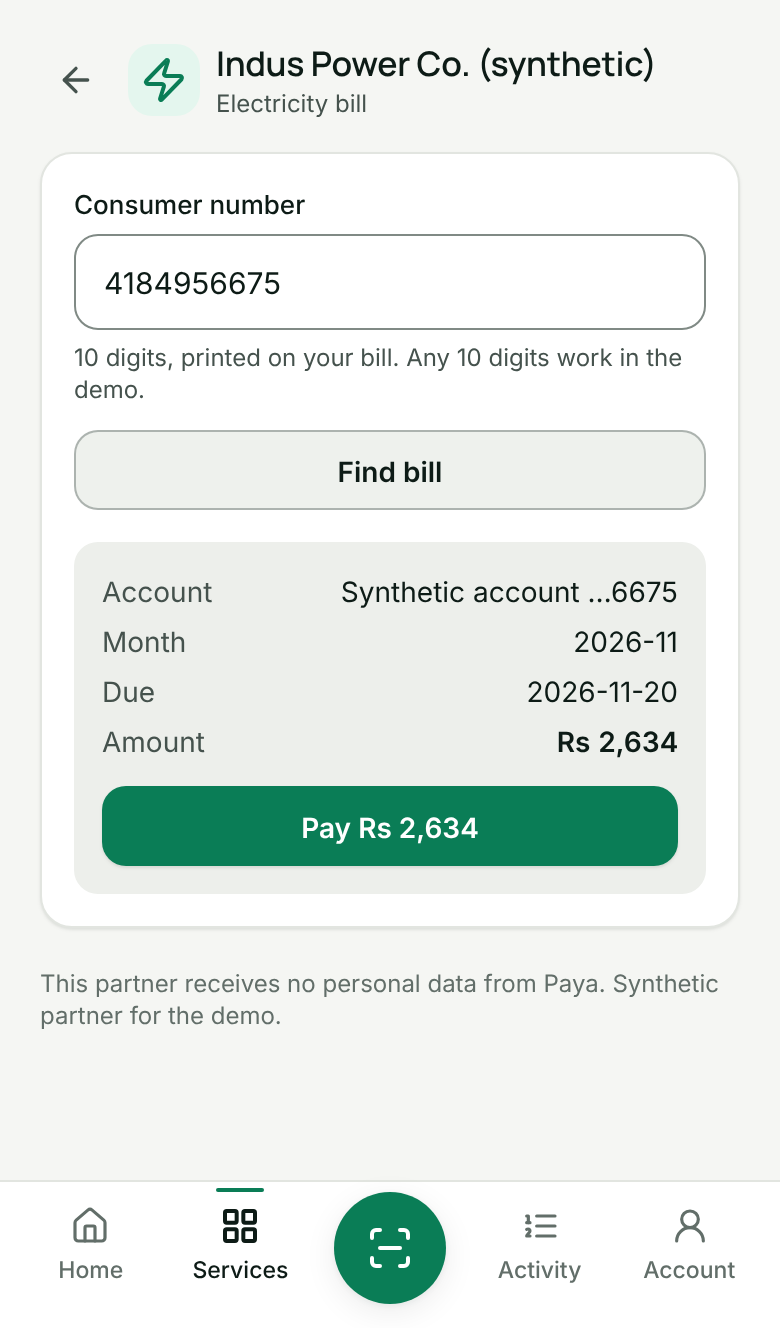 Indus Power Co. (synthetic)
Electricity bill
Consumer number
4184956675
10 digits, printed on your bill. Any 10 digits work in the
demo.
Find bill
Account Synthetic account ...6675
Month 2026-11
Due 2026-11-20
Amount Rs 2,634
Pay Rs 2,634
This partner receives no personal data from Paya. Synthetic
partner for the demo.
Home Services Activity Account